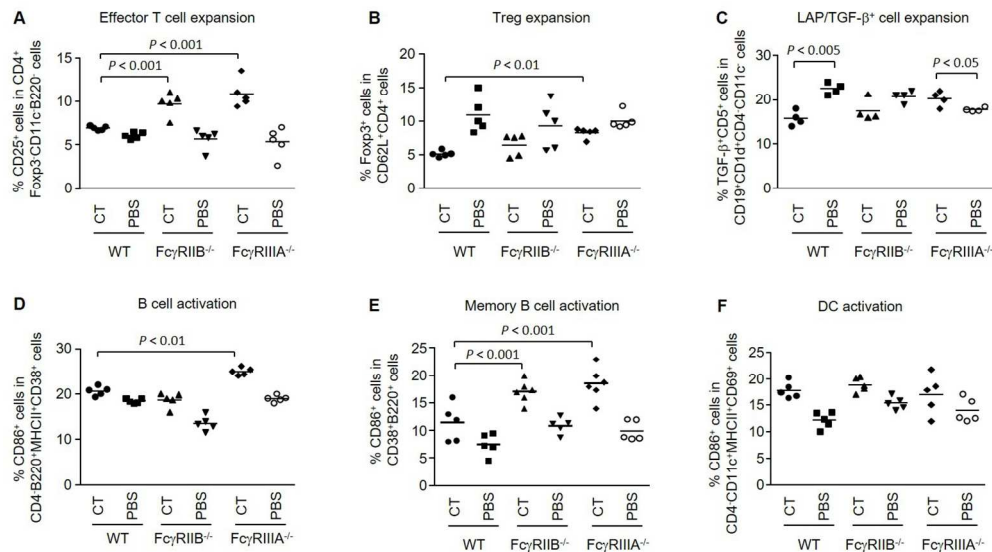 A
Effector T cell expansion
P < 0.001
P < 0.001
% CD25⁺ cells in CD4⁺
Foxp3⁻CD11c⁻B220⁻ cells
15
10
5
0
CT
PBS
CT
PBS
CT
PBS
WT
FcγRIIB⁻/⁻
FcγRIIIA⁻/⁻
B
Treg expansion
P < 0.01
% Foxp3⁺
CD62L⁺CD4⁺ cells
20
15
10
5
0
CT
PBS
CT
PBS
CT
PBS
WT
FcγRIIB⁻/⁻
FcγRIIIA⁻/⁻
C
LAP/TGF-β⁺ cell expansion
P < 0.005
P < 0.05
% TGF-β⁺CD5⁺ cells in
CD19⁺CD1d⁺CD4⁻CD11c⁻ cells
30
20
10
0
CT
PBS
CT
PBS
CT
PBS
WT
FcγRIIB⁻/⁻
FcγRIIIA⁻/⁻
D
B cell activation
P < 0.01
% CD86⁺ cells in
CD4⁻B220⁺MHCII⁺CD38⁺ cells
30
20
10
0
CT
PBS
CT
PBS
CT
PBS
WT
FcγRIIB⁻/⁻
FcγRIIIA⁻/⁻
E
Memory B cell activation
P < 0.001
P < 0.001
% CD86⁺ cells in
CD38⁺B220⁺ cells
25
20
15
10
5
0
CT
PBS
CT
PBS
CT
PBS
WT
FcγRIIB⁻/⁻
FcγRIIIA⁻/⁻
F
DC activation
% CD86⁺ cells in
CD4⁻CD11c⁺MHCII⁺CD69⁺ cells
25
20
15
10
5
0
CT
PBS
CT
PBS
CT
PBS
WT
FcγRIIB⁻/⁻
FcγRIIIA⁻/⁻